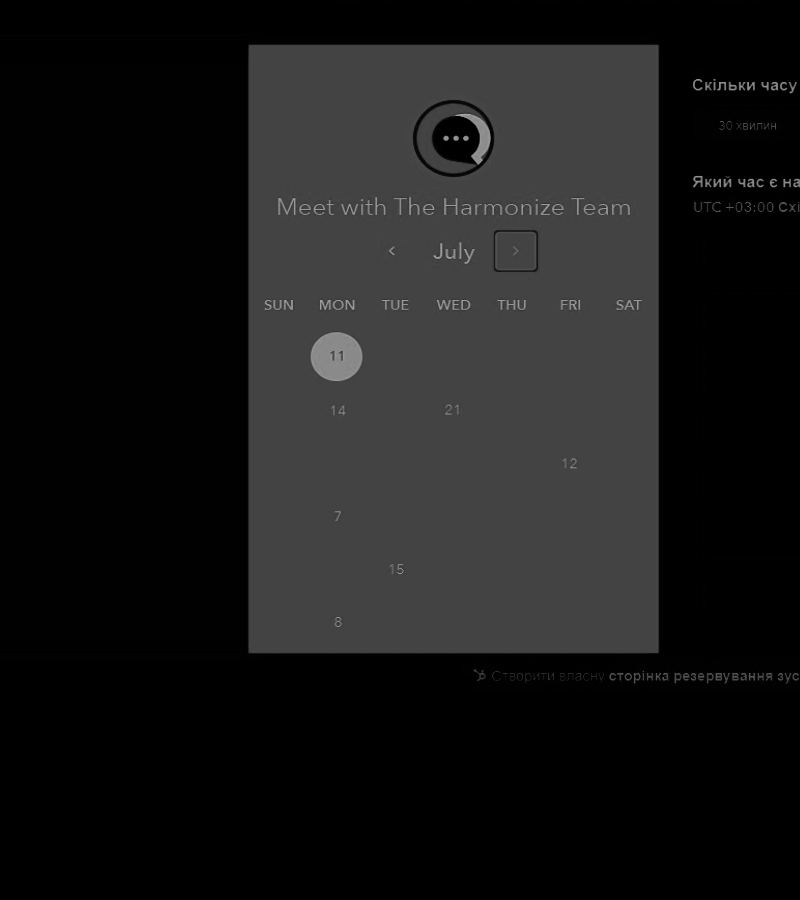 Meet with The Harmonize Team
July
SUN MON TUE WED THU FRI SAT
11
14 21
12
7
15
8
Скільки часу
30 хвилин
Який час є на
UTC +03:00 Схі
Створити власну сторінка резервування зус